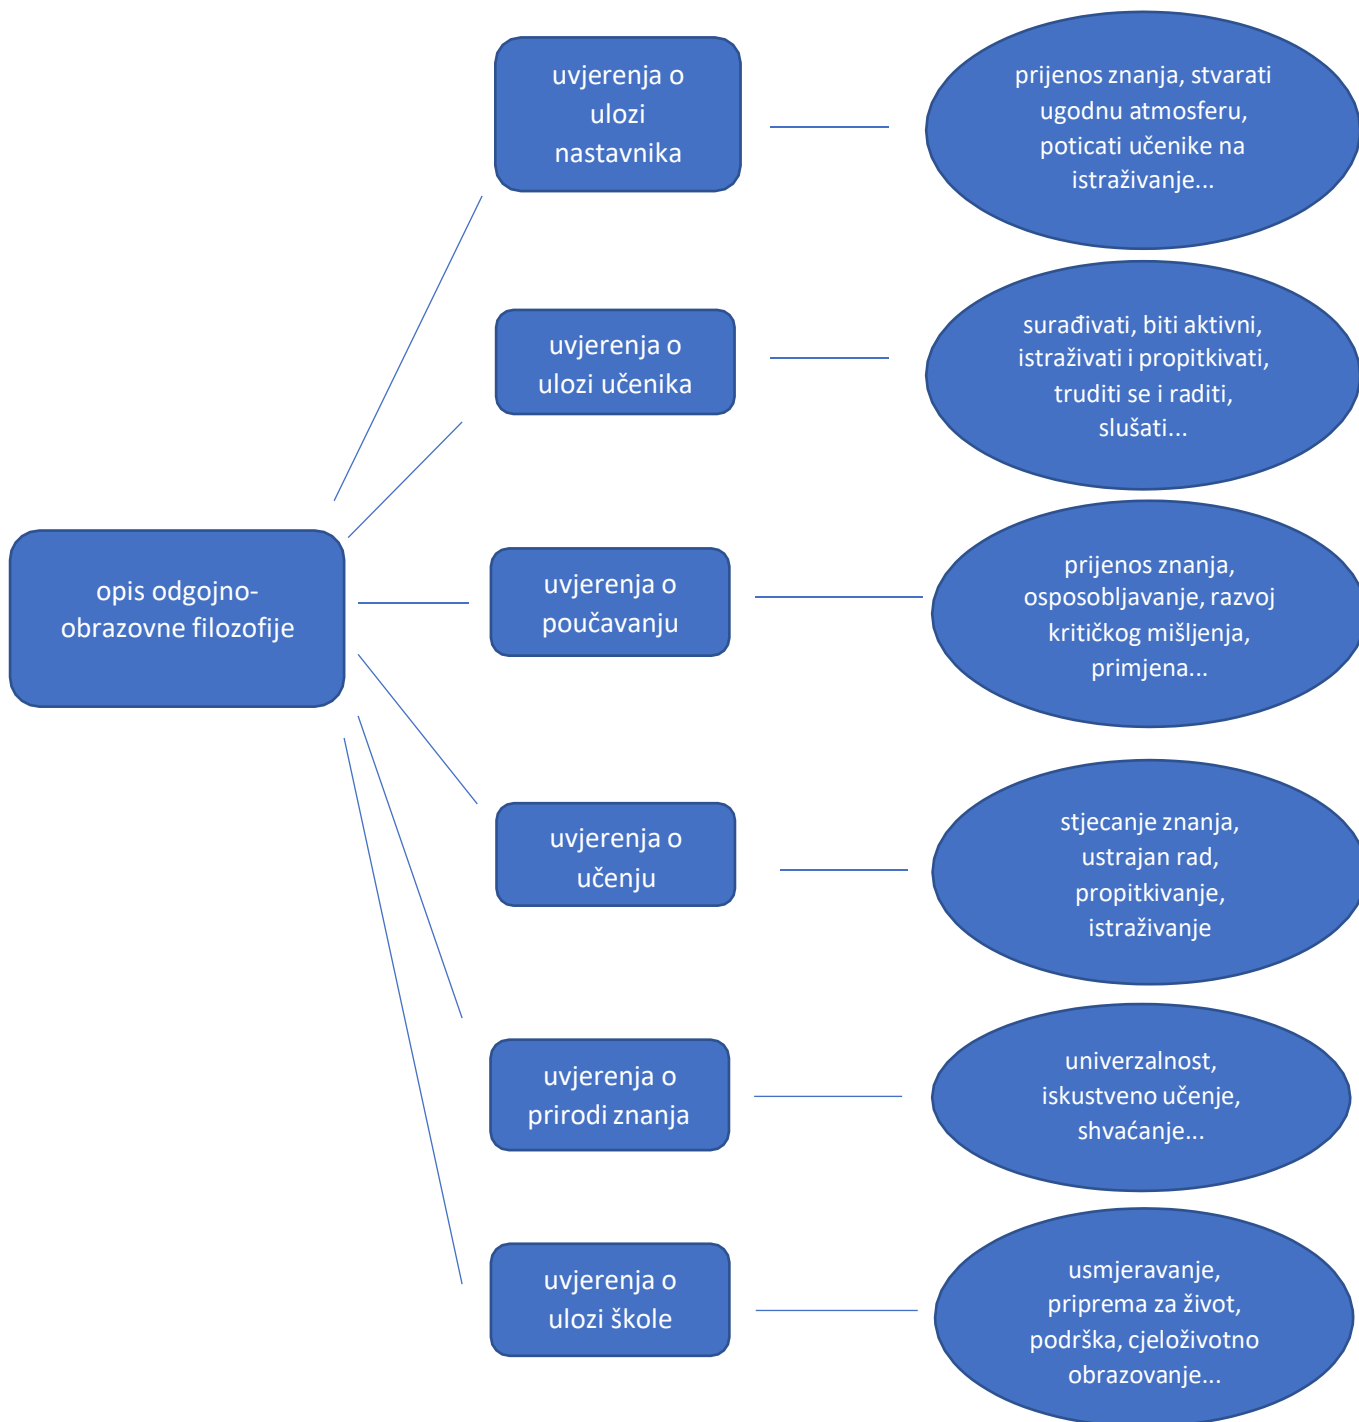 uvjerenja o
ulozi
nastavnika
prijenos znanja, stvarati
ugodnu atmosferu,
poticati učenike na
istraživanje...
uvjerenja o
ulozi učenika
surađivati, biti aktivni,
istraživati i propitkivati,
truditi se i raditi,
slušati...
opis odgojno-
obrazovne filozofije
uvjerenja o
poučavanju
prijenos znanja,
osposobljavanje, razvoj
kritičkog mišljenja,
primjena...
uvjerenja o
učenju
stjecanje znanja,
ustrajan rad,
propitkivanje,
istraživanje
uvjerenja o
prirodi znanja
univerzalnost,
iskustveno učenje,
shvaćanje...
uvjerenja o
ulozi škole
usmjeravanje,
priprema za život,
podrška, cjeloživotno
obrazovanje...